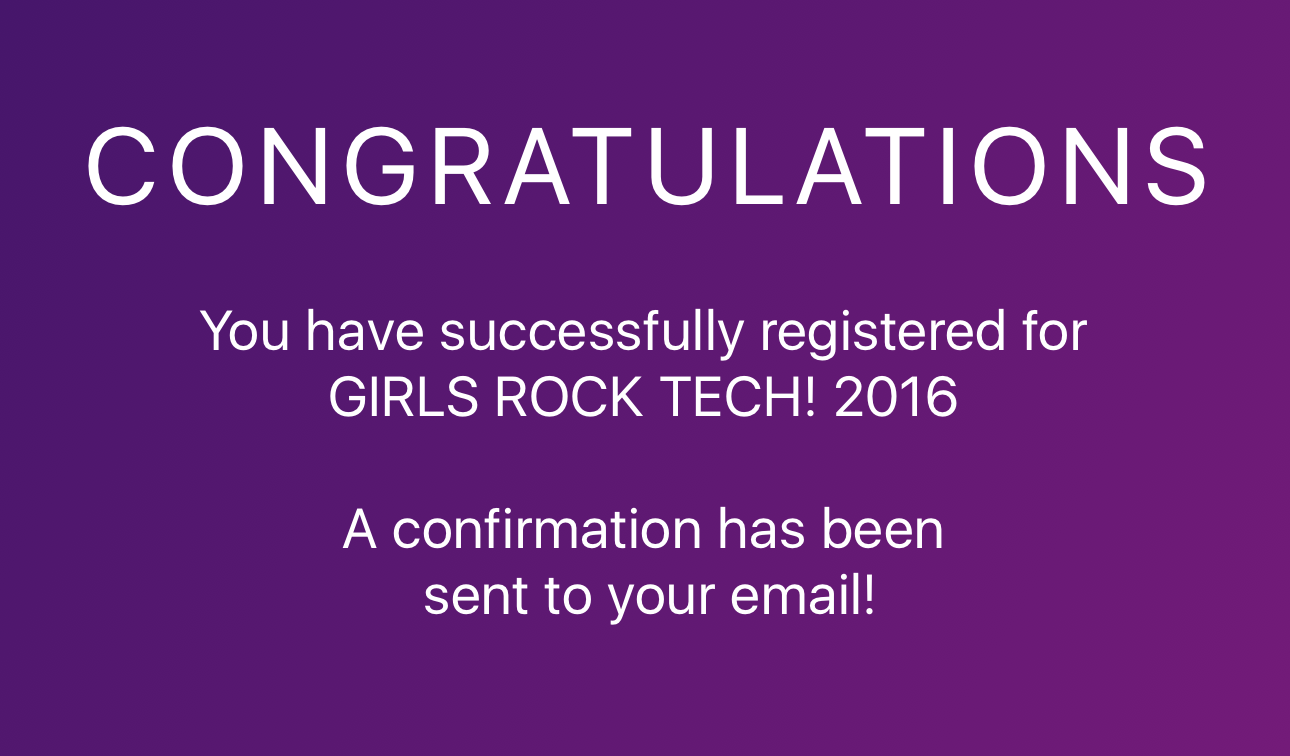 CONGRATULATIONS
You have successfully registered for
GIRLS ROCK TECH! 2016
A confirmation has been
sent to your email!